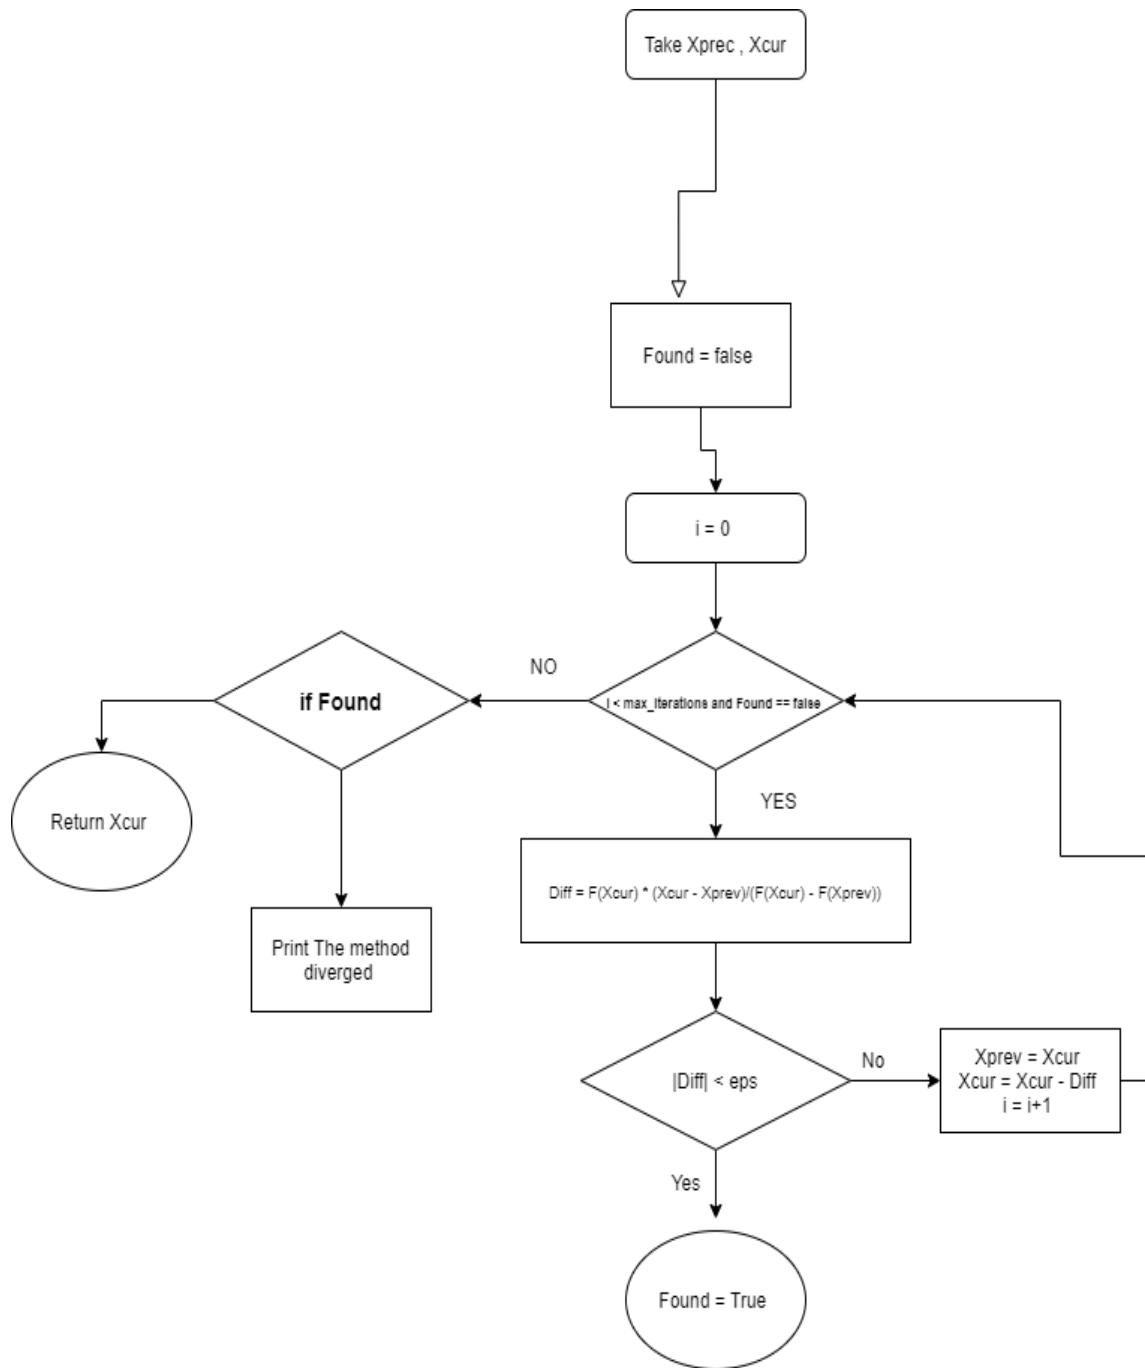 Take Xprec , Xcur
Found = false
i = 0
if Found
NO
I < max_Iterations and Found == false
YES
Return Xcur
Diff = F(Xcur) * (Xcur - Xprev)/(F(Xcur) - F(Xprev))
Print The method
diverged
|Diff| < eps
No
Xprev = Xcur
Xcur = Xcur - Diff
i = i+1
Yes
Found = True